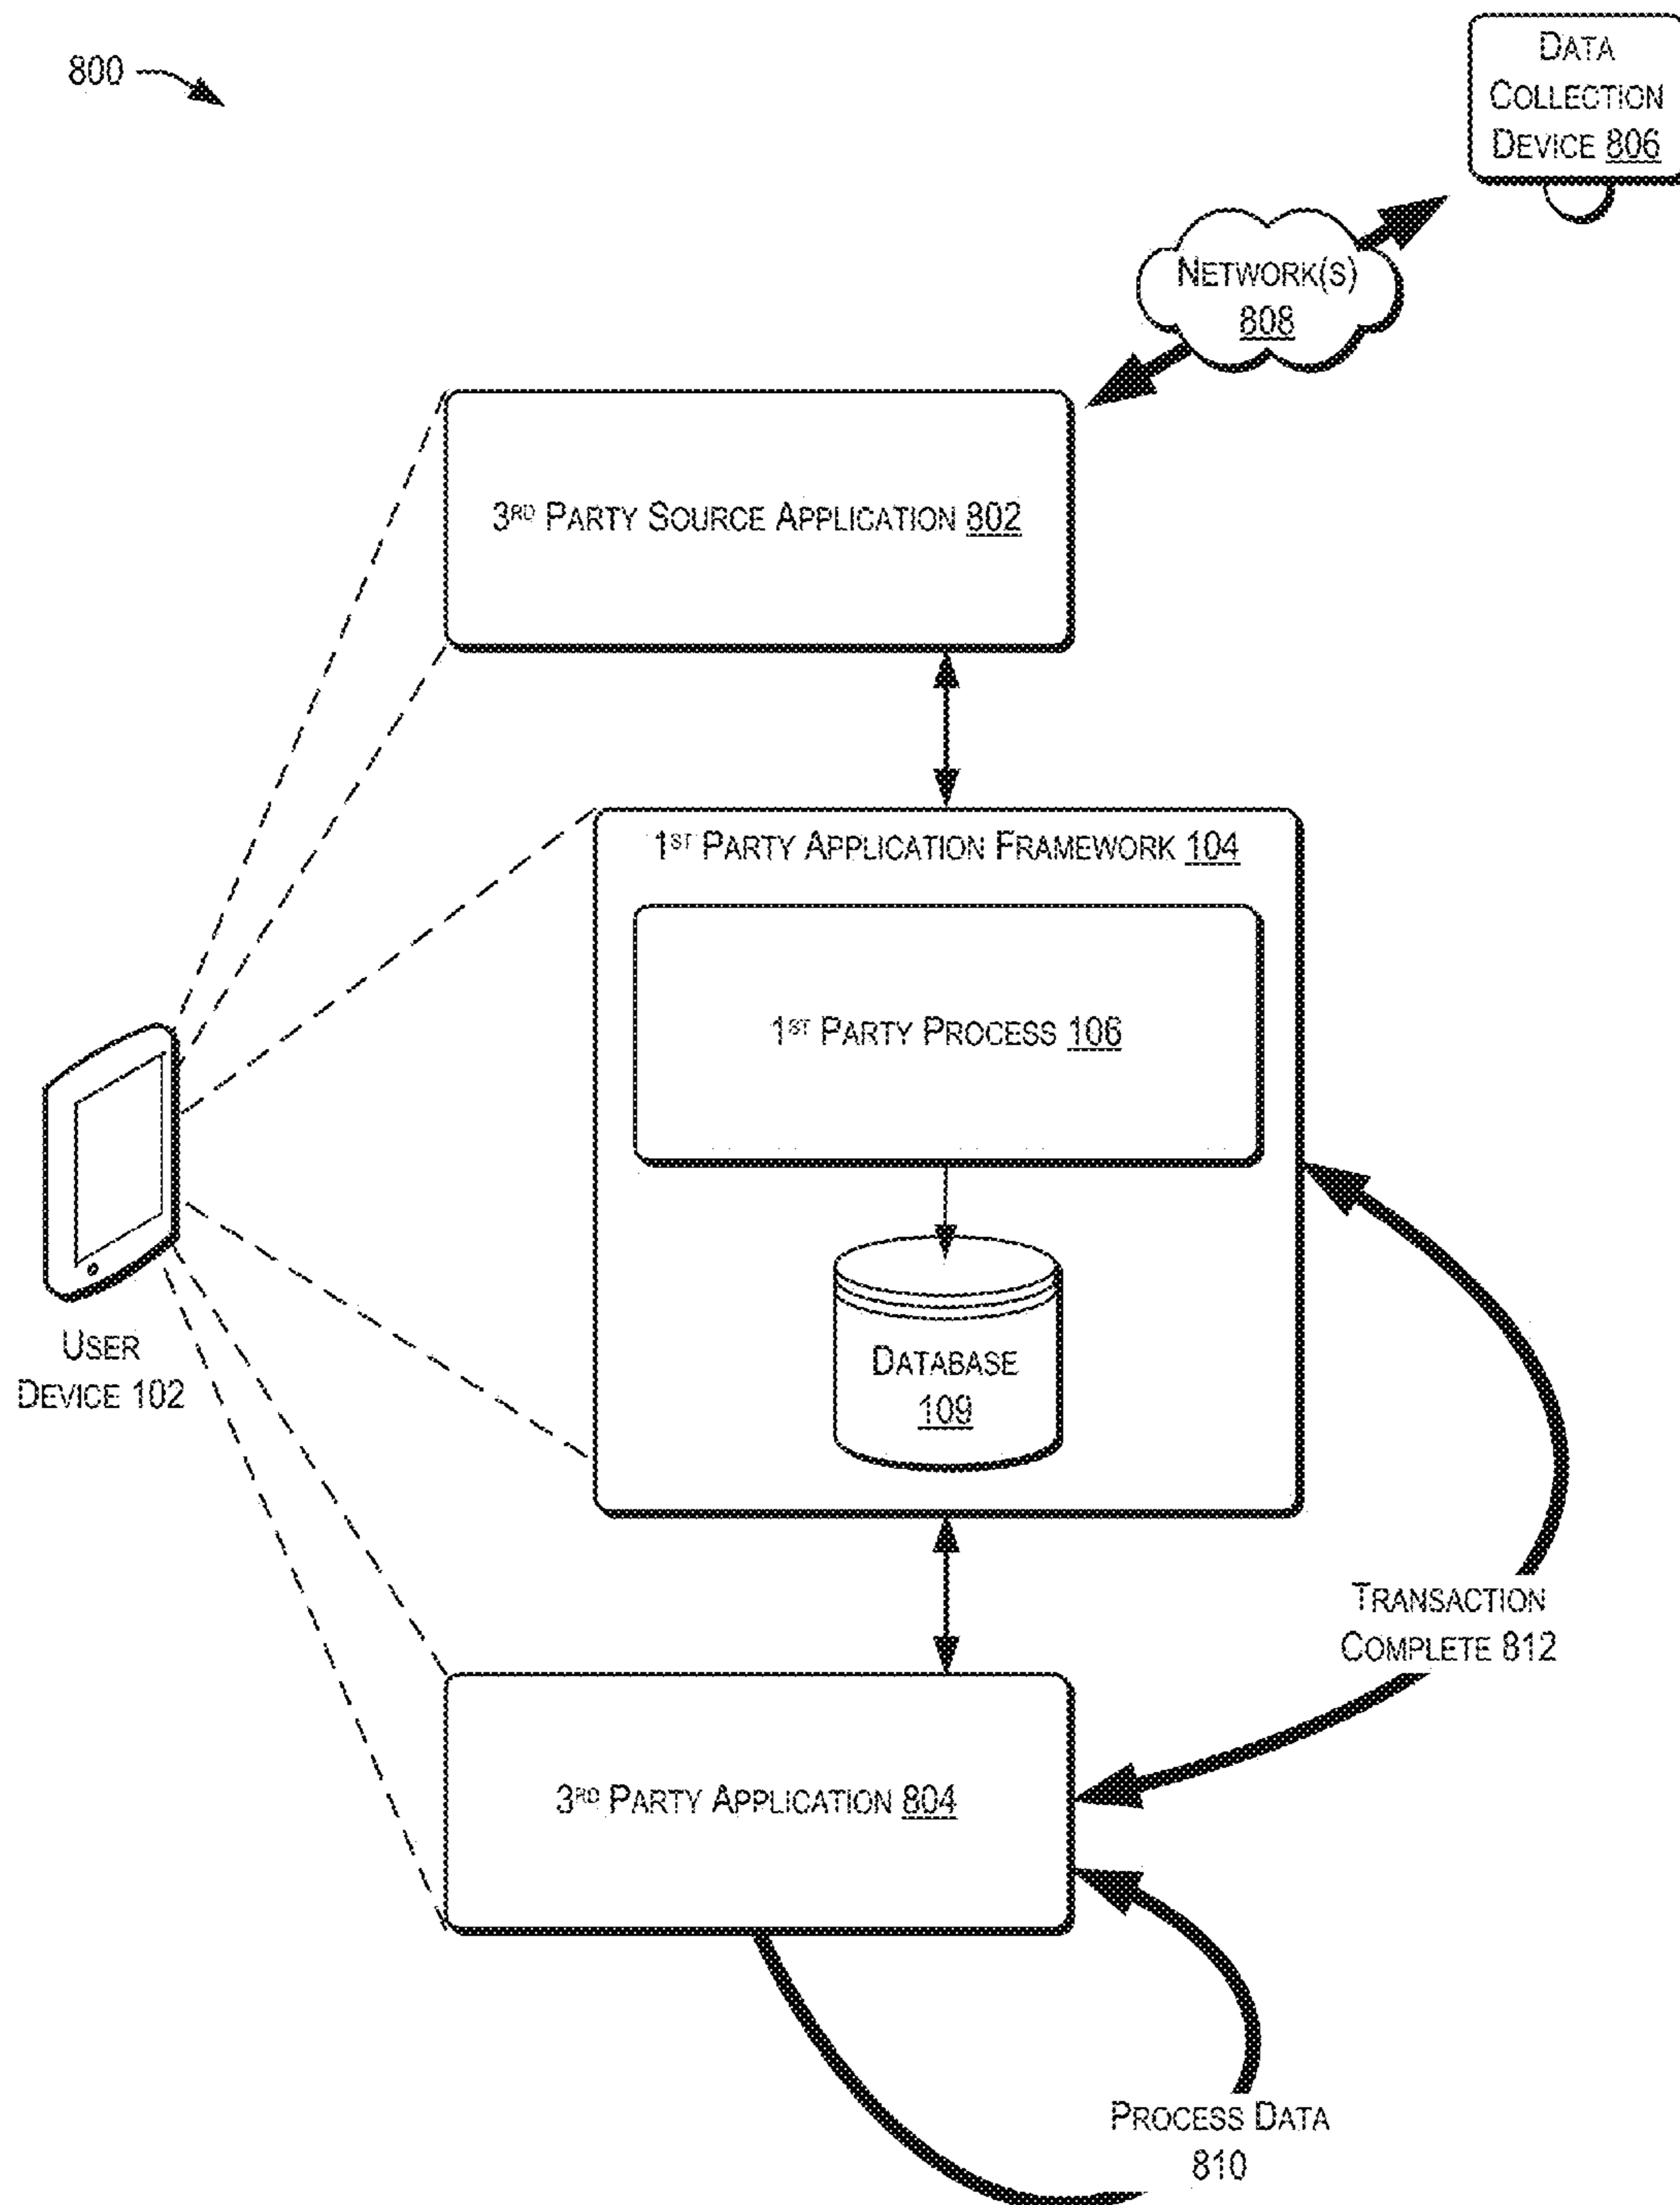 800
DATA
COLLECTION
DEVICE 806
NETWORK(S)
808
3RD PARTY SOURCE APPLICATION 802
1ST PARTY APPLICATION FRAMEWORK 104
1ST PARTY PROCESS 106
DATABASE
109
USER
DEVICE 102
TRANSACTION
COMPLETE 812
3RD PARTY APPLICATION 804
PROCESS DATA
810